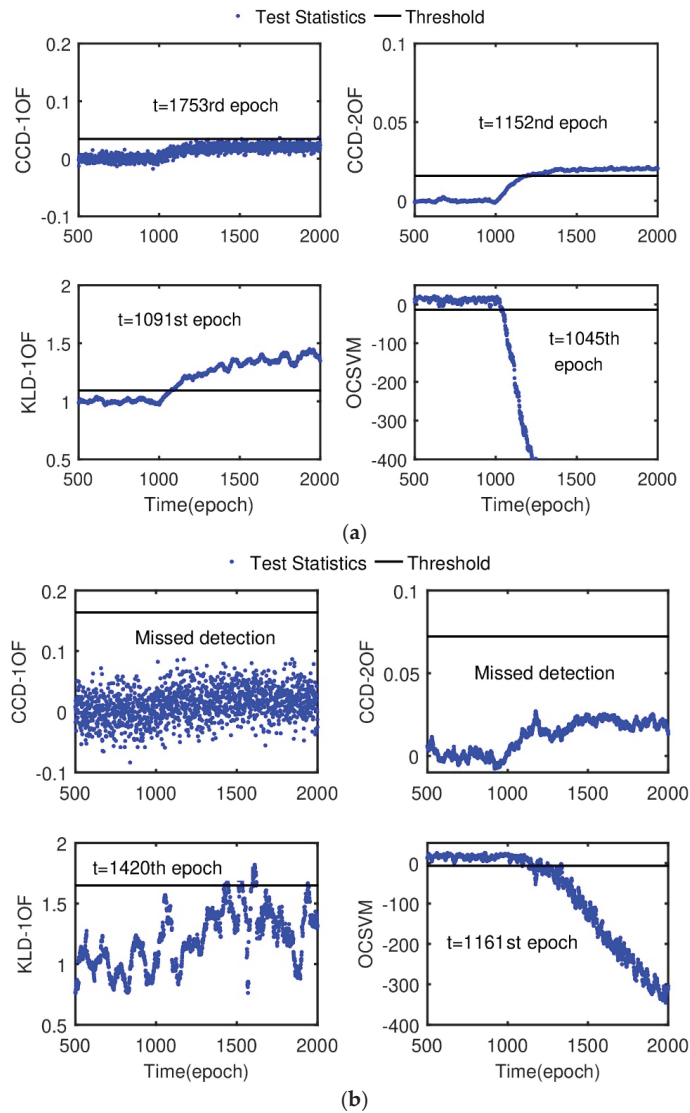 Test Statistics Threshold
CCD-1OF
0.2
0.1
0
-0.1
t=1753rd epoch
500 1000 1500 2000
CCD-2OF
0.1
0.05
0
t=1152nd epoch
500 1000 1500 2000
KLD-1OF
2
1.5
1
0.5
t=1091st epoch
500 1000 1500 2000
Time(epoch)
OCSVM
0
-100
-200
-300
-400
t=1045th
epoch
500 1000 1500 2000
Time(epoch)
(a)
Test Statistics Threshold
CCD-1OF
0.2
0.1
0
-0.1
Missed detection
500 1000 1500 2000
CCD-2OF
0.1
0.05
0
Missed detection
500 1000 1500 2000
KLD-1OF
2
1.5
1
0.5
t=1420th epoch
500 1000 1500 2000
Time(epoch)
OCSVM
0
-100
-200
-300
-400
t=1161st epoch
500 1000 1500 2000
Time(epoch)
(b)